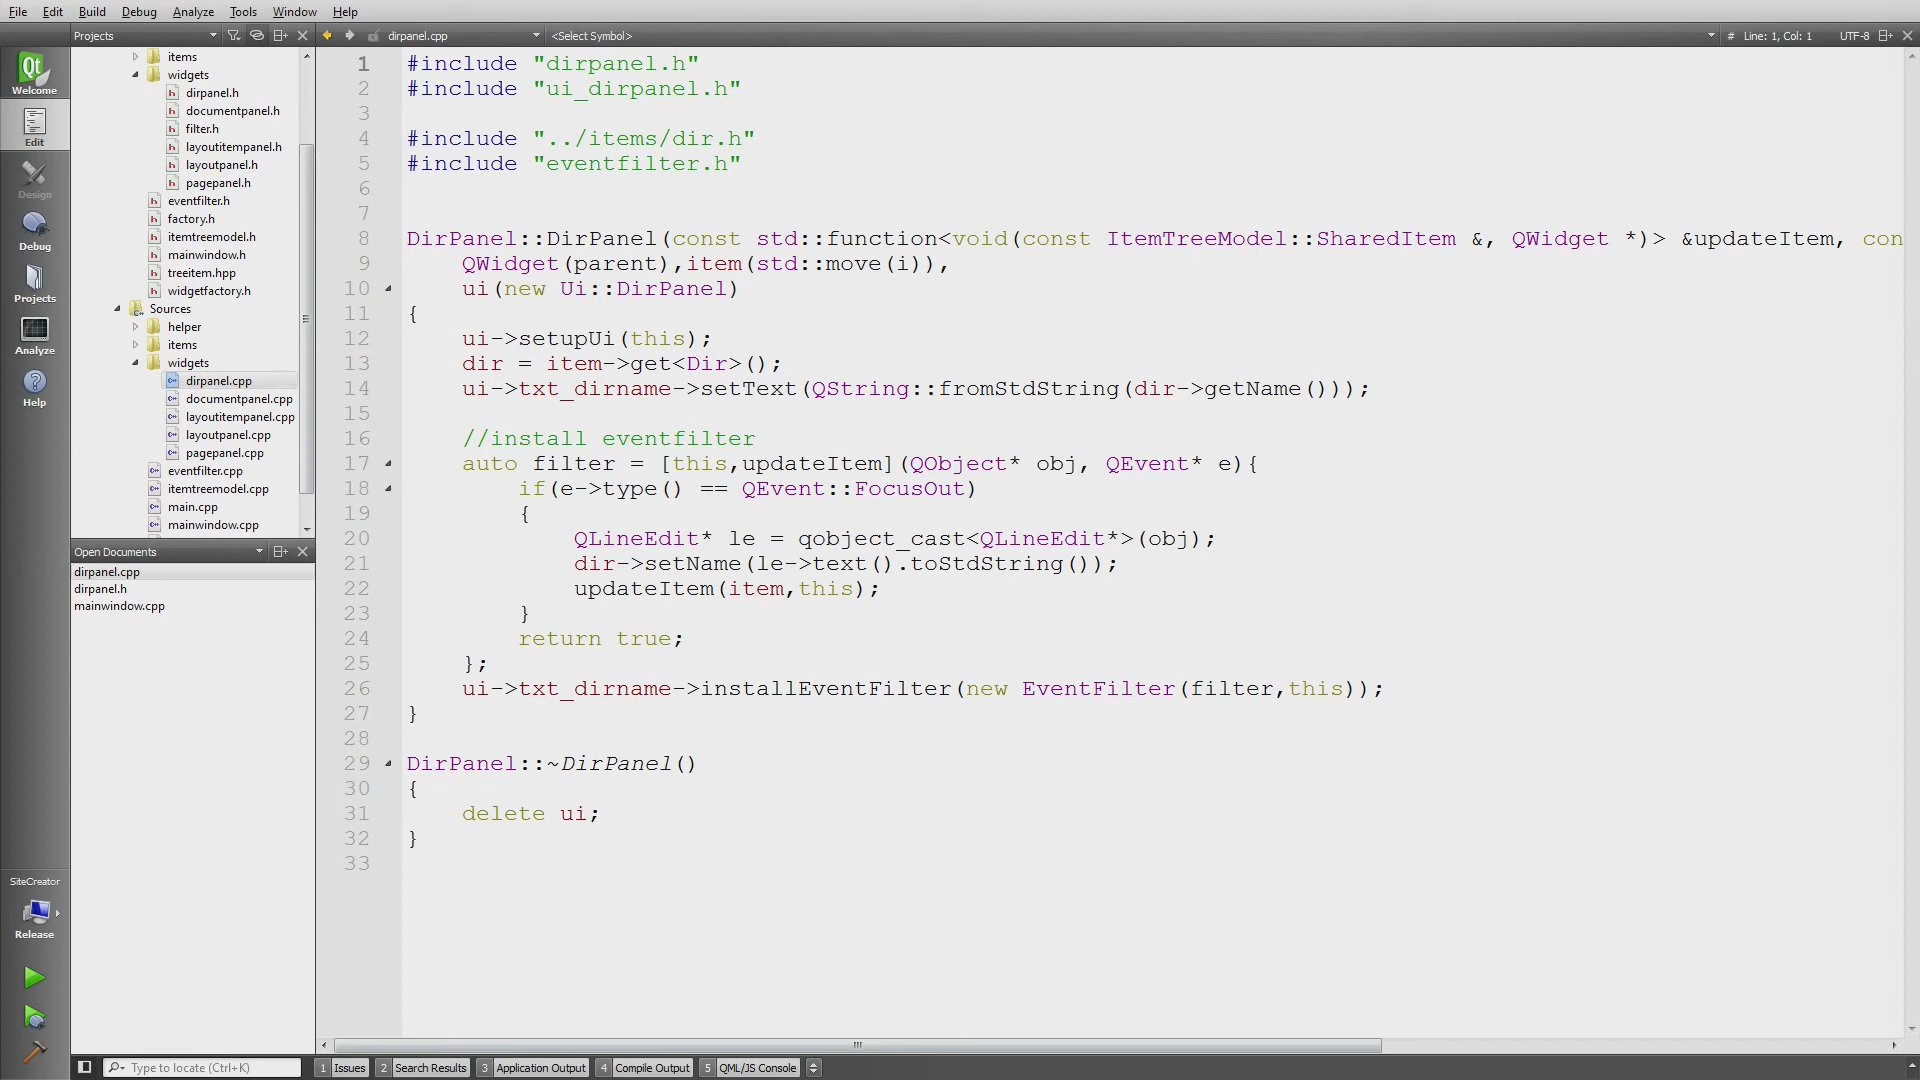 File Edit Build Debug Analyze Tools Window Help
Projects dirpanel.cpp <Select Symbol> # Line: 1, Col: 1 UTF-8
Qt
Welcome
Edit
Design
Debug
Projects
Analyze
Help
items
widgets
dirpanel.h
documentpanel.h
filter.h
layoutitempanel.h
layoutpanel.h
pagepanel.h
eventfilter.h
factory.h
itemtreemodel.h
mainwindow.h
treeitem.hpp
widgetfactory.h
Sources
helper
items
widgets
dirpanel.cpp
documentpanel.cpp
layoutitempanel.cpp
layoutpanel.cpp
pagepanel.cpp
eventfilter.cpp
itemtreemodel.cpp
main.cpp
mainwindow.cpp
Open Documents
dirpanel.cpp
dirpanel.h
mainwindow.cpp
1 #include "dirpanel.h"
2 #include "ui_dirpanel.h"
3
4 #include "../items/dir.h"
5 #include "eventfilter.h"
6
7
8 DirPanel::DirPanel(const std::function<void(const ItemTreeModel::SharedItem &, QWidget *)> &updateItem, con
9     QWidget(parent),item(std::move(i)),
10     ui(new Ui::DirPanel)
11 {
12     ui->setupUi(this);
13     dir = item->get<Dir>();
14     ui->txt_dirname->setText(QString::fromStdString(dir->getName()));
15
16     //install eventfilter
17     auto filter = [this,updateItem](QObject* obj, QEvent* e){
18         if(e->type() == QEvent::FocusOut)
19         {
20             QLineEdit* le = qobject_cast<QLineEdit*>(obj);
21             dir->setName(le->text().toStdString());
22             updateItem(item,this);
23         }
24         return true;
25     };
26     ui->txt_dirname->installEventFilter(new EventFilter(filter,this));
27 }
28
29 DirPanel::~DirPanel()
30 {
31     delete ui;
32 }
33
SiteCreator
Release
Type to locate (Ctrl+K) 1 Issues 2 Search Results 3 Application Output 4 Compile Output 5 QML/JS Console